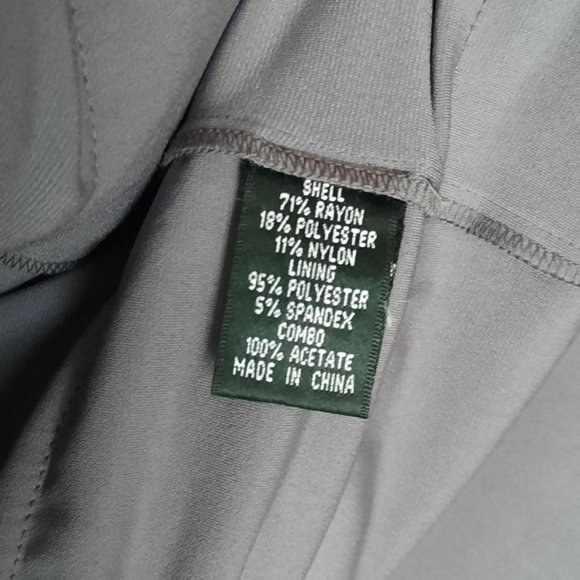 SHELL
71% RAYON
18% POLYESTER
11% NYLON
LINING
95% POLYESTER
5% SPANDEX
COMBO
100% ACETATE
MADE IN CHINA